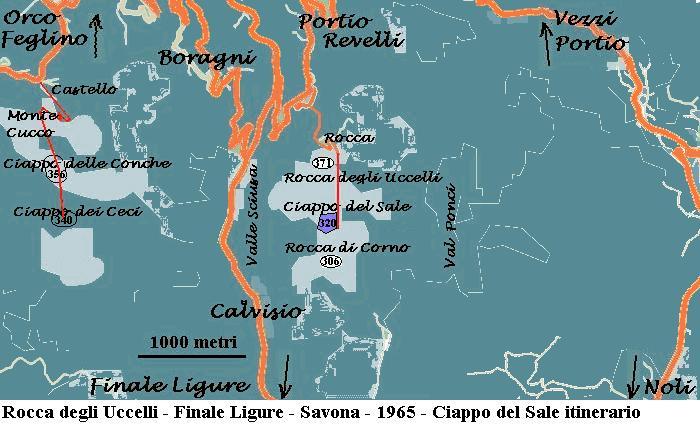 Orco
Feglino
Portio
Revelli
Vezzi
Portio
Boragni
Castello
Monte
Cucco
Rocca
Ciappo delle Conche
371
356
Rocca degli Uccelli
Ciappo dei Ceci
340
Ciappo del Sale
320
Valle Sciusa
Val Ponci
Rocca di Corno
306
Calvisio
1000 metri
Finale Ligure
Noli
Rocca degli Uccelli - Finale Ligure - Savona - 1965 - Ciappo del Sale itinerario